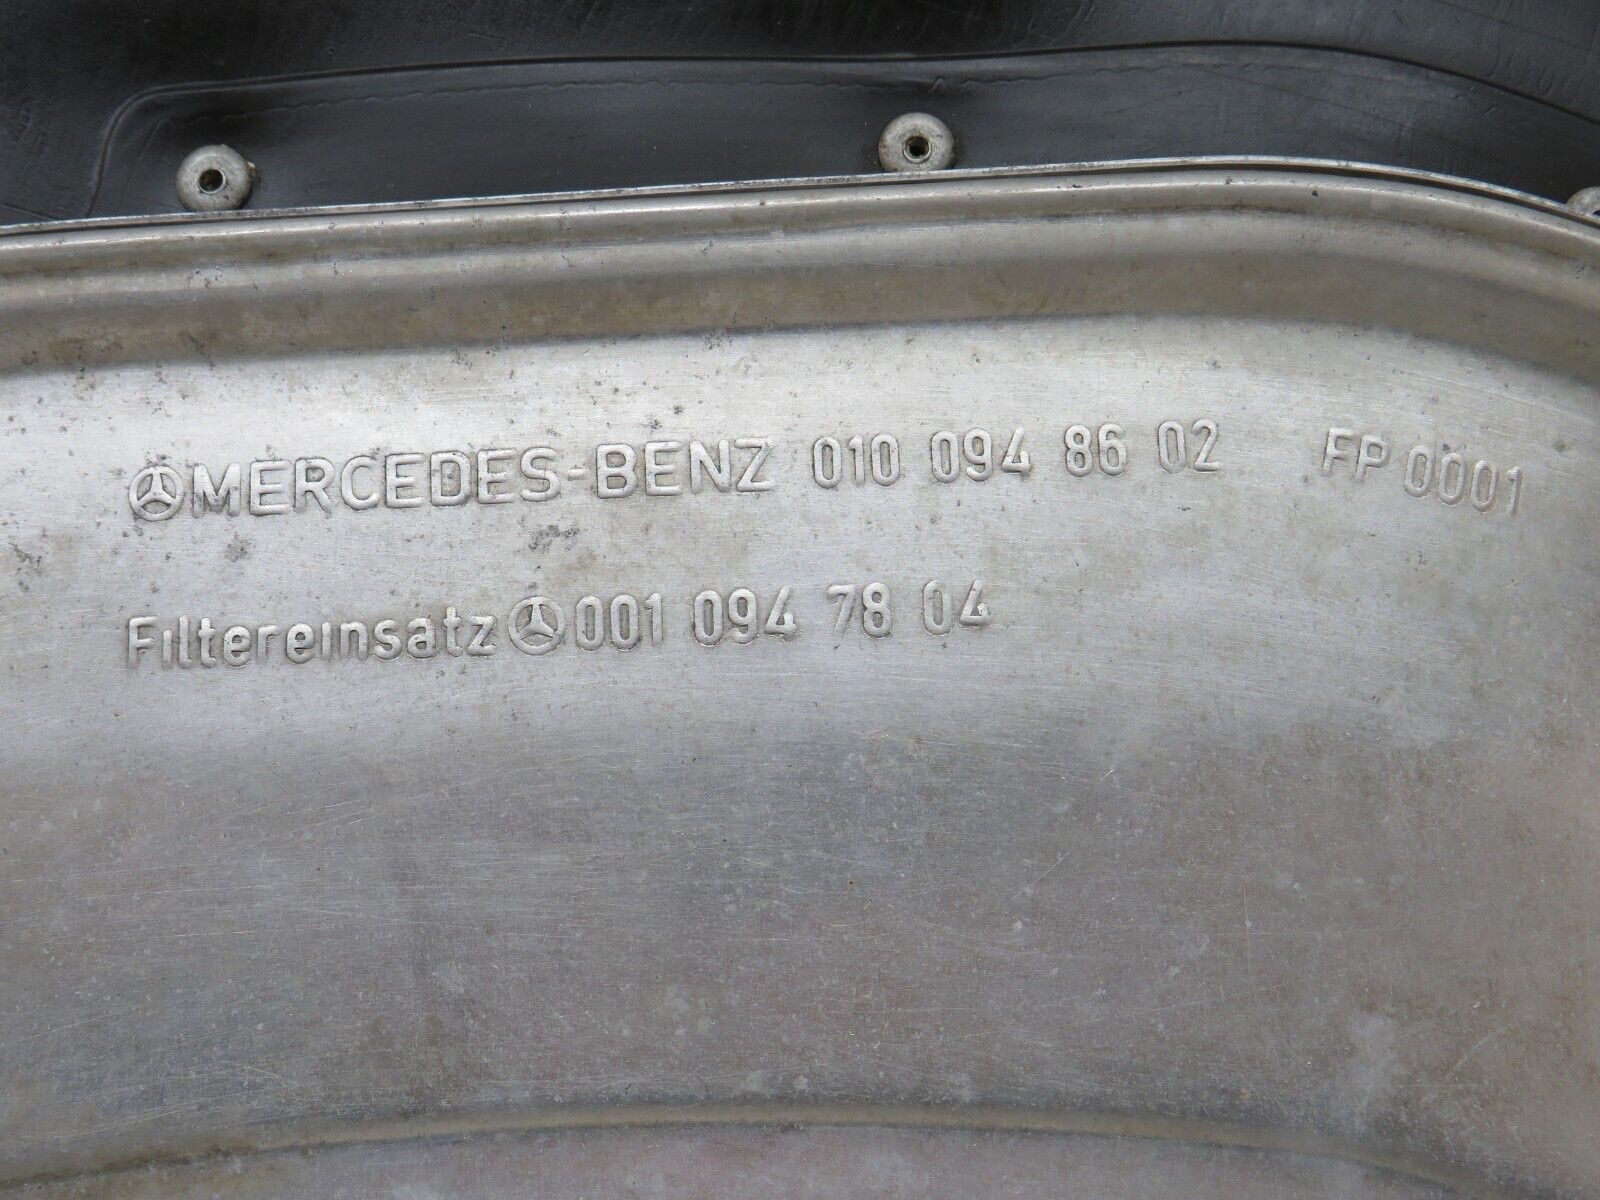 MERCEDES-BENZ 010 094 86 02 FP 0001
Filtereinsatz 001 094 78 04